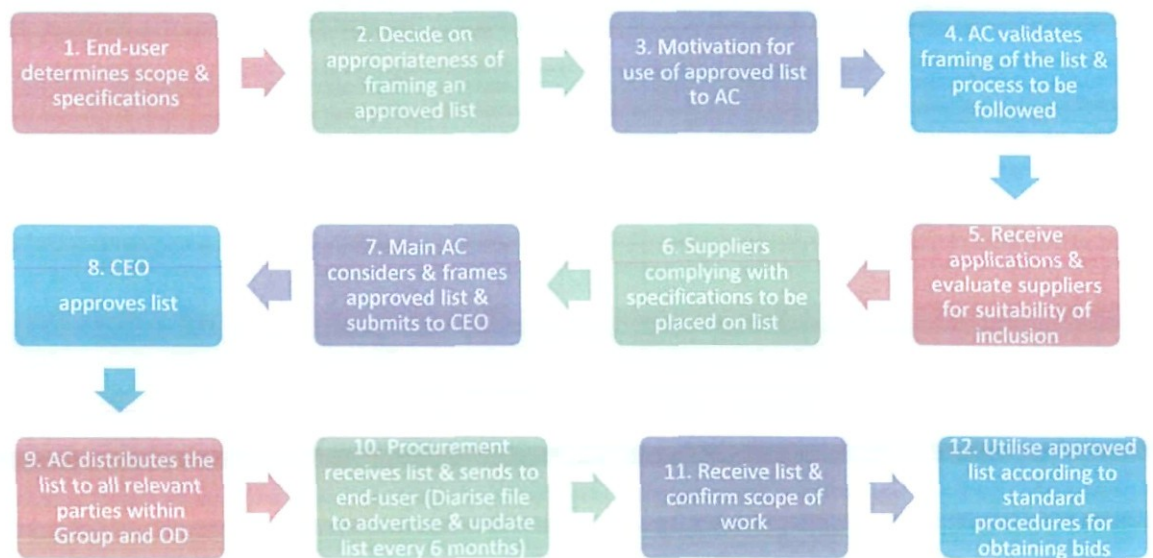 1. End-user
determines scope &
specifications
2. Decide on
appropriateness of
framing an
approved list
3. Motivation for
use of approved list
to AC
4. AC validates
framing of the list &
process to be
followed
5. Receive
applications &
evaluate suppliers
for suitability of
inclusion
6. Suppliers
complying with
specifications to be
placed on list
7. Main AC
considers & frames
approved list &
submits to CEO
8. CEO
approves list
9. AC distributes the
list to all relevant
parties within
Group and OD
10. Procurement
receives list & sends to
end-user (Diarise file
to advertise & update
list every 6 months)
11. Receive list &
confirm scope of
work
12. Utilise approved
list according to
standard
procedures for
obtaining bids